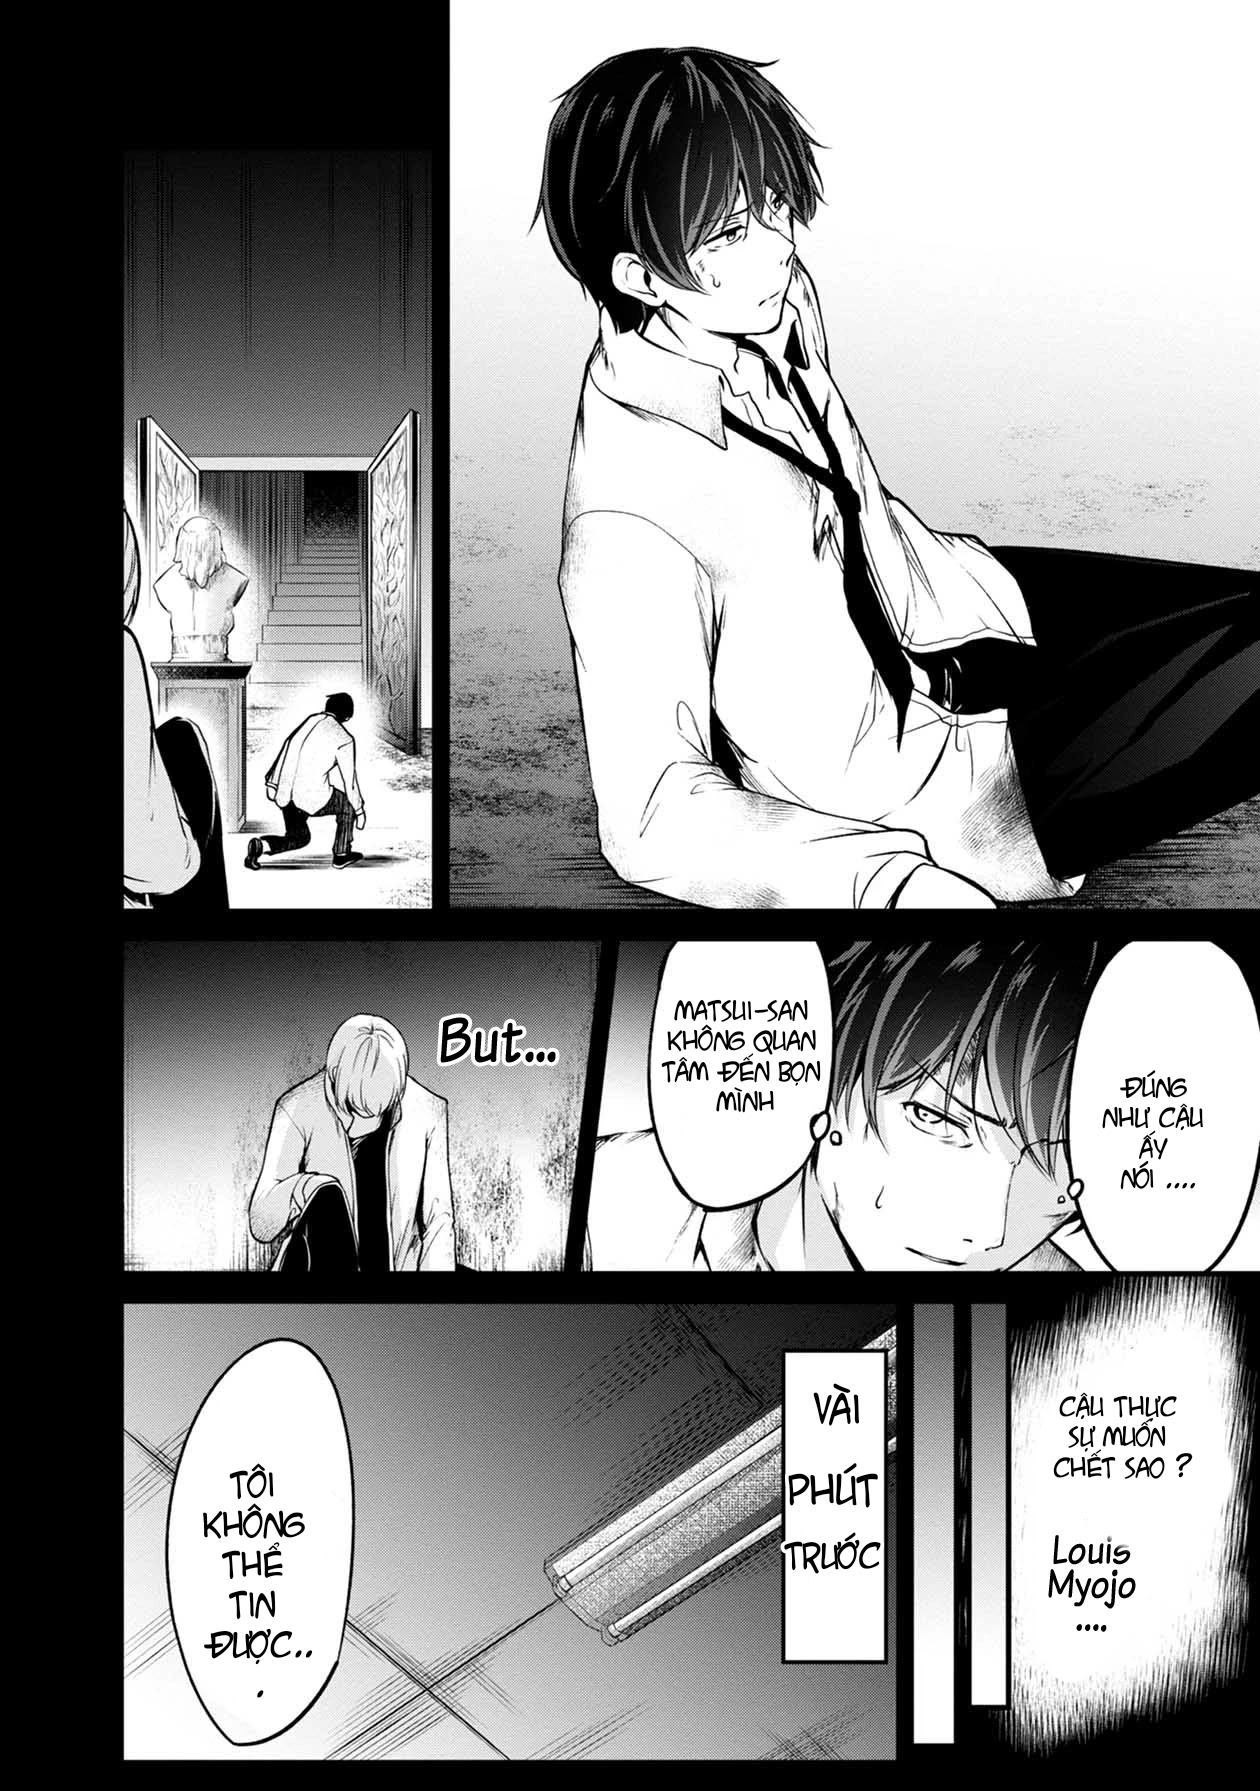 ĐÚNG
NHƯ CẬU
ẤY
NÓI ....
MATSUI-SAN
KHÔNG QUAN
TÂM ĐẾN BỌN
MÌNH
But...
CẬU THỰC
SỰ MUỐN
CHẾT SAO ?
Louis
Myojo
....
VÀI
PHÚT
TRƯỚC
TÔI
KHÔNG
THỂ
TIN
ĐƯỢC..
.